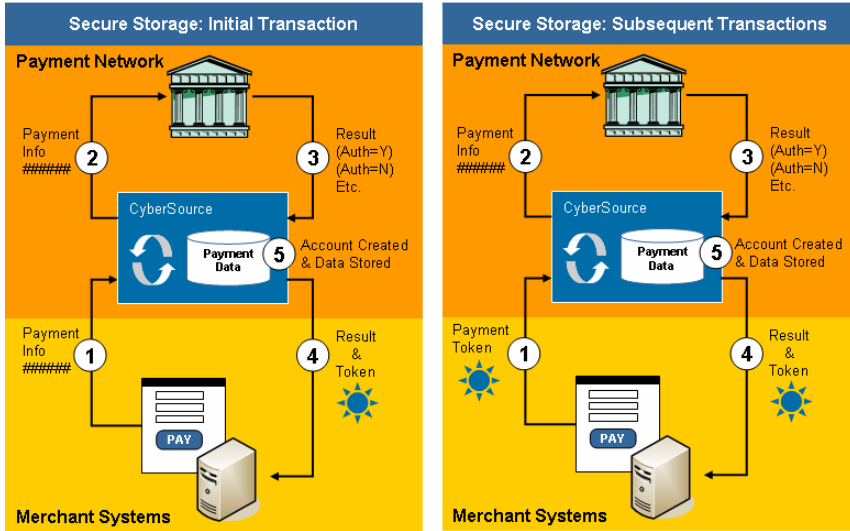 Secure Storage: Initial Transaction
Payment Network
Payment
Info
######
2
3
Result
(Auth=Y)
(Auth=N)
Etc.
CyberSource
Payment
Data
5
Account Created
& Data Stored
Payment
Info
######
1
4
Result
&
Token
PAY
Merchant Systems
Secure Storage: Subsequent Transactions
Payment Network
Payment
Info
######
2
3
Result
(Auth=Y)
(Auth=N)
Etc.
CyberSource
Payment
Data
5
Account Created
& Data Stored
Payment
Token
1
4
Result
&
Token
PAY
Merchant Systems